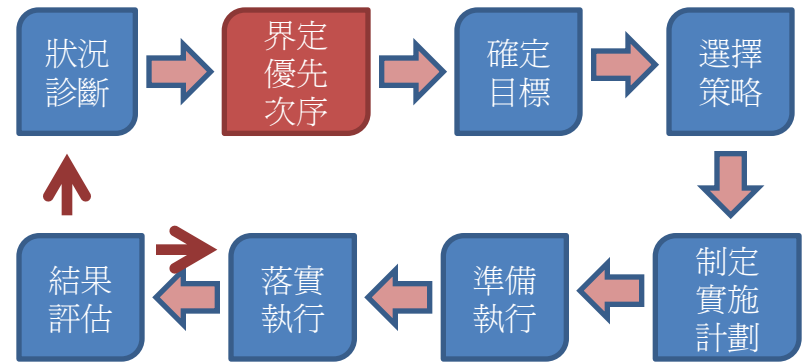 狀況
診斷
界定
優先
次序
確定
目標
選擇
策略
制定
實施
計劃
準備
執行
落實
執行
結果
評估